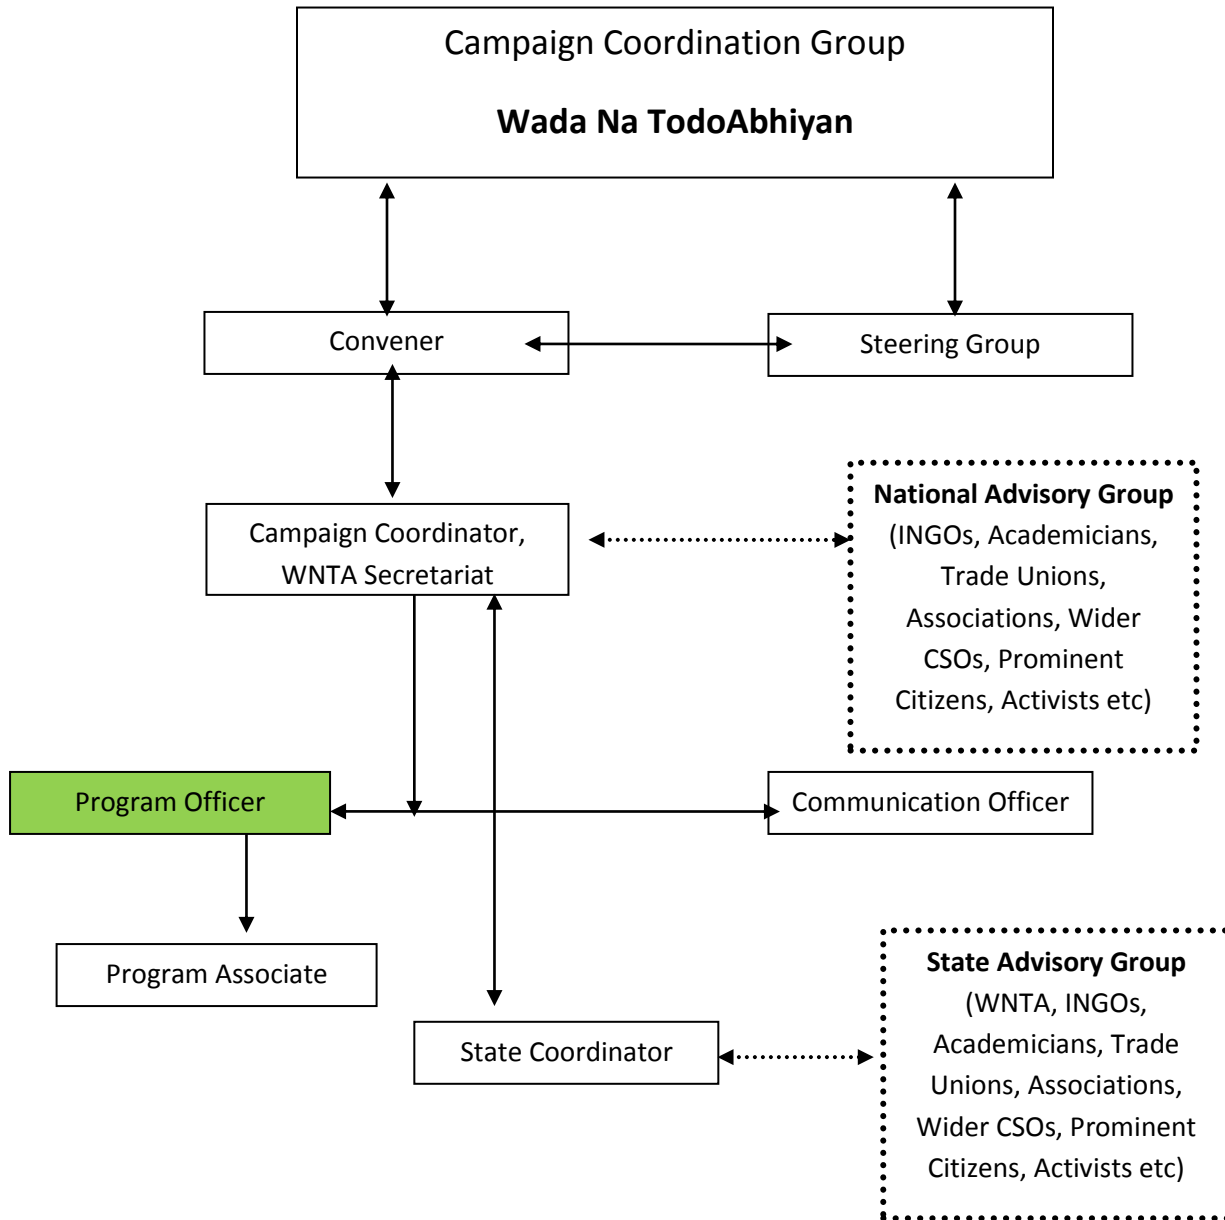 Campaign Coordination Group
Wada Na TodoAbhiyan
Convener
Steering Group
Campaign Coordinator,
WNTA Secretariat
National Advisory Group
(INGOs, Academicians,
Trade Unions,
Associations, Wider
CSOs, Prominent
Citizens, Activists etc)
Program Officer
Communication Officer
Program Associate
State Coordinator
State Advisory Group
(WNTA, INGOs,
Academicians, Trade
Unions, Associations,
Wider CSOs, Prominent
Citizens, Activists etc)